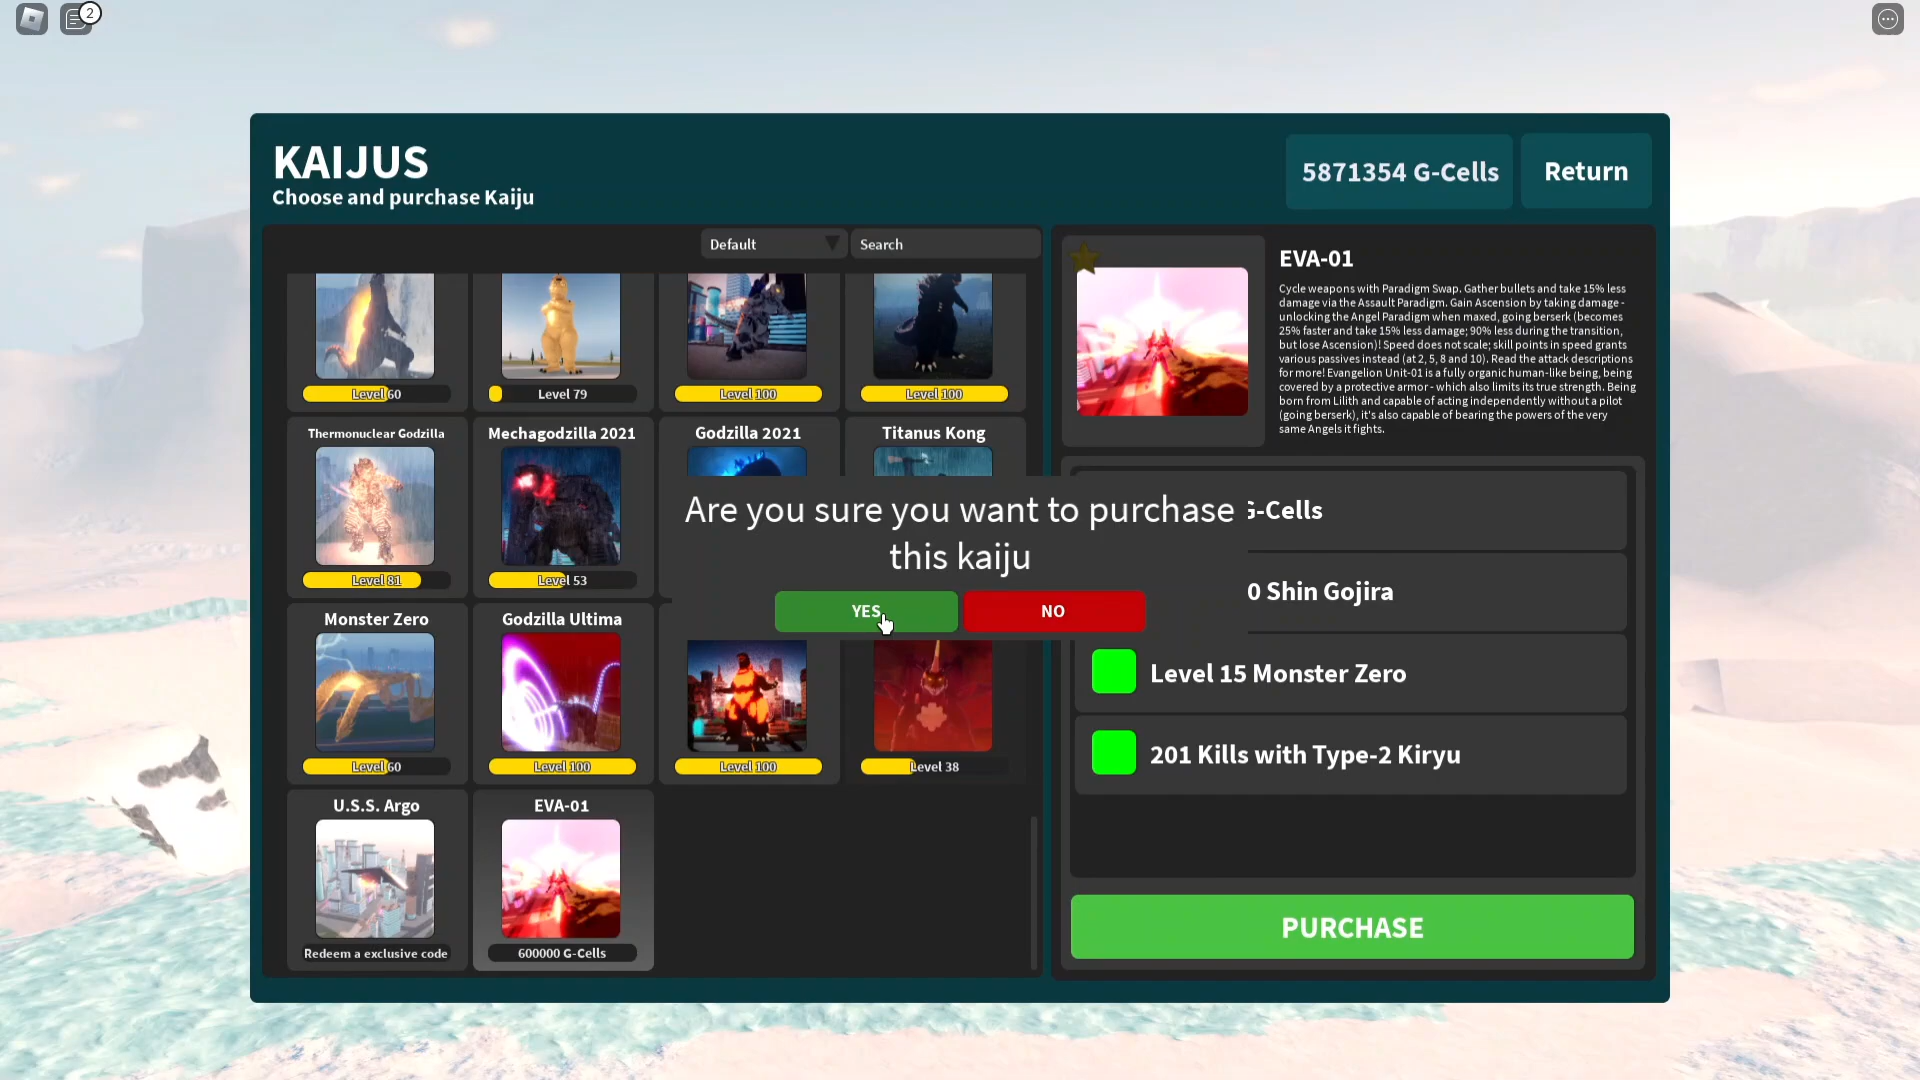 2
KAIJUS
Choose and purchase Kaiju
5871354 G-Cells
Return
Default
Search
Level 60
Level 79
Level 100
Level 100
Thermonuclear Godzilla
Mechagodzilla 2021
Godzilla 2021
Titanus Kong
Level 81
Level 53
Monster Zero
Godzilla Ultima
Level 60
Level 100
Level 100
Level 38
U.S.S. Argo
EVA-01
Redeem a exclusive code
600000 G-Cells
Are you sure you want to purchase
this kaiju
YES
NO
EVA-01
Cycle weapons with Paradigm Swap. Gather bullets and take 15% less
damage via the Assault Paradigm. Gain Ascension by taking damage -
unlocking the Angel Paradigm when maxed, going berserk (becomes
25% faster and take 15% less damage; 90% less during the transition,
but lose Ascension)! Speed does not scale; skill points in speed grants
various passives instead (at 2, 5, 8 and 10). Read the attack descriptions
for more! Evangelion Unit-01 is a fully organic human-like being, being
covered by a protective armor - which also limits its true strength. Being
born from Lilith and capable of acting independently without a pilot
(going berserk), it's also capable of bearing the powers of the very
same Angels it fights.
G-Cells
0 Shin Gojira
Level 15 Monster Zero
201 Kills with Type-2 Kiryu
PURCHASE